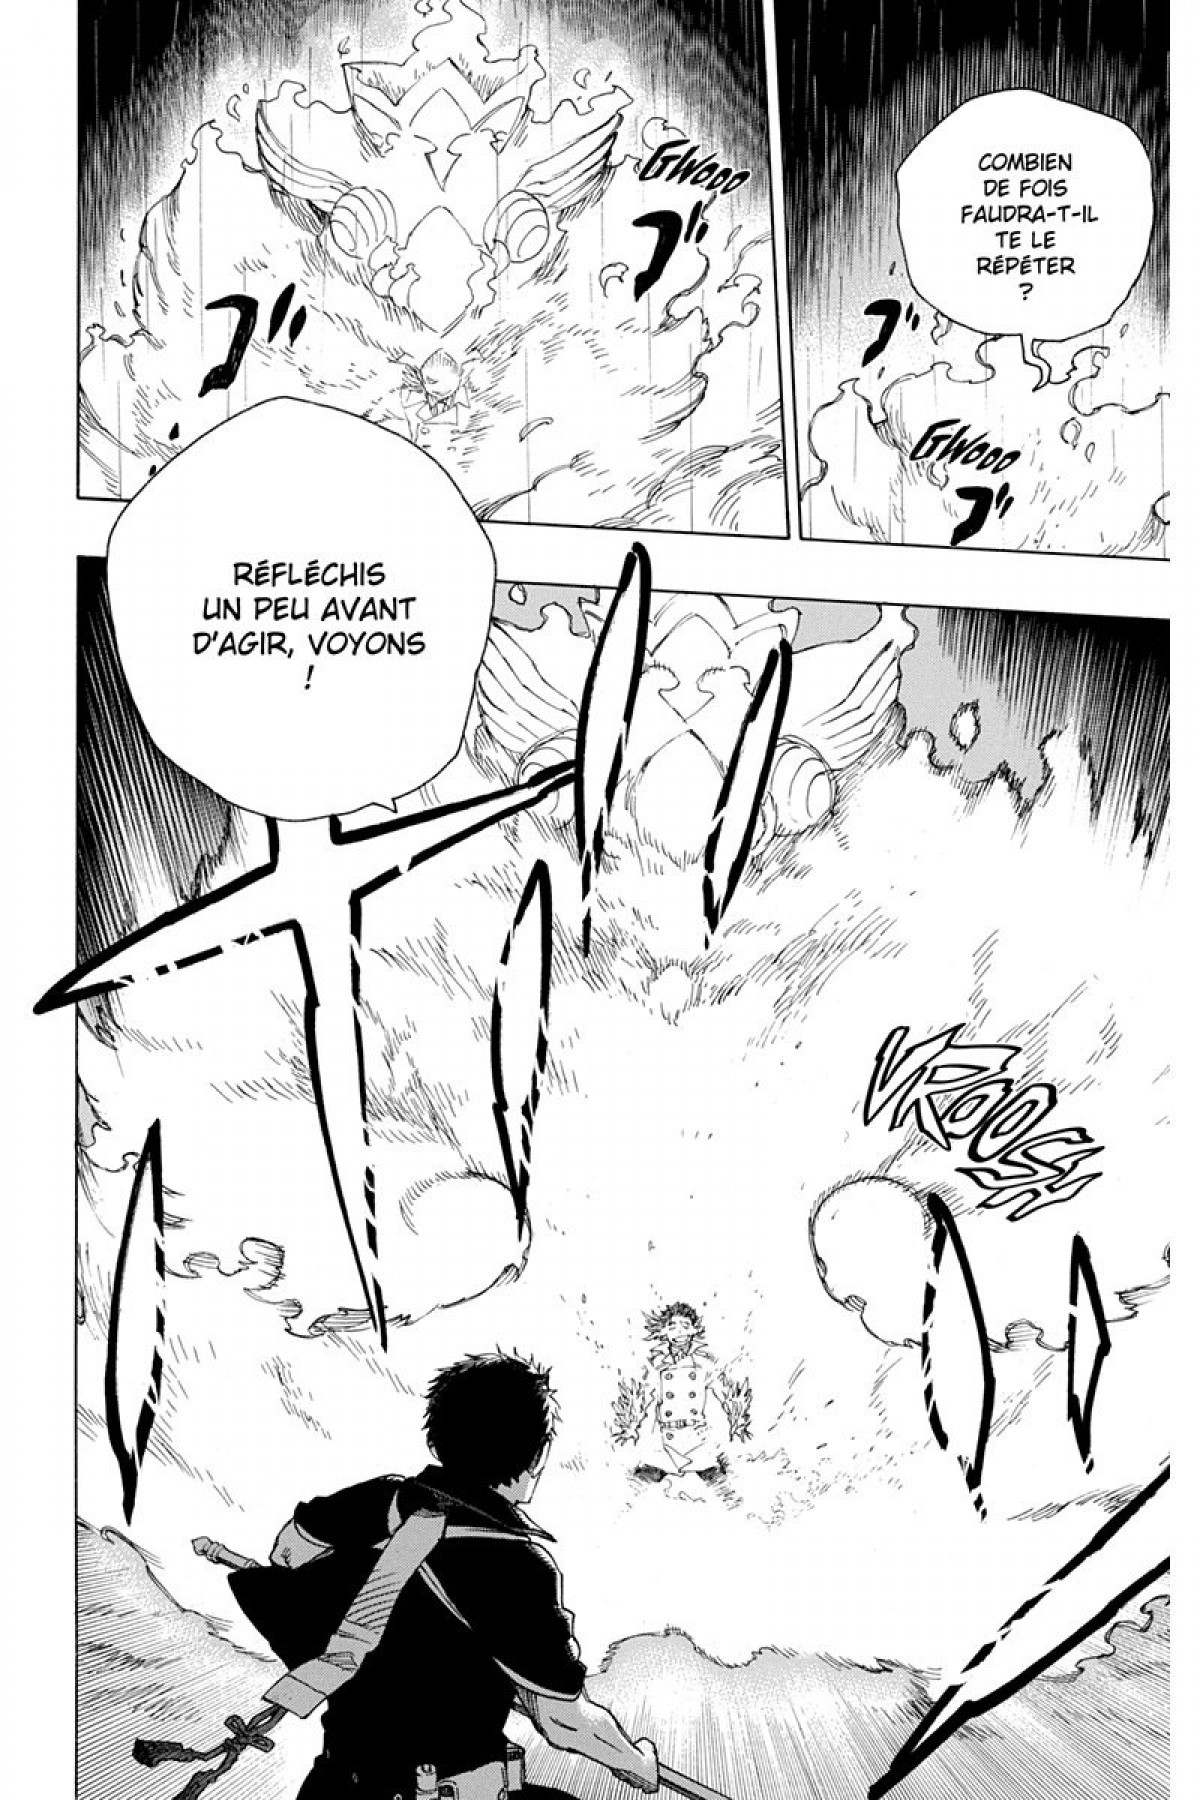 COMBIEN
DE FOIS
FAUDRA-T-IL
TE LE
RÉPÉTER
?
GWOOO
ゴ
ゴ
GWOOO
ゴ
ゴ
RÉFLÉCHIS
UN PEU AVANT
D'AGIR, VOYONS
!
VROOSH